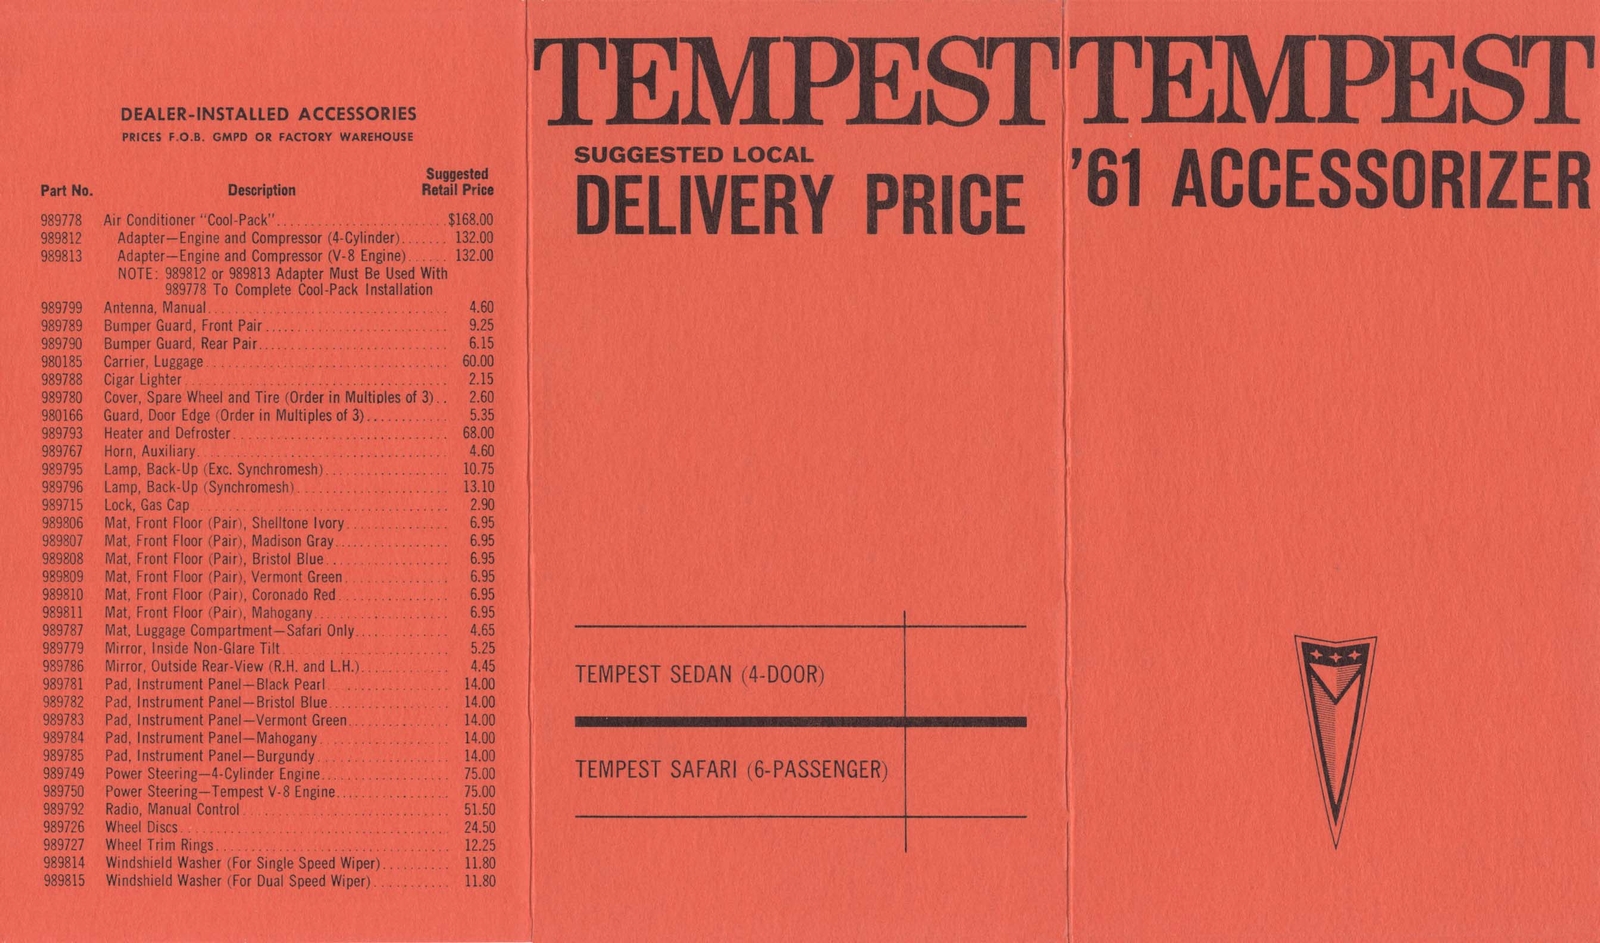 DEALER-INSTALLED ACCESSORIES
PRICES F.O.B. GMPD OR FACTORY WAREHOUSE
Part No. Description Suggested Retail Price
989778 Air Conditioner “Cool-Pack” $168.00
989812 Adapter—Engine and Compressor (4-Cylinder) 132.00
989813 Adapter—Engine and Compressor (V-8 Engine) 132.00
NOTE: 989812 or 989813 Adapter Must Be Used With
989778 To Complete Cool-Pack Installation
989799 Antenna, Manual 4.60
989789 Bumper Guard, Front Pair 9.25
989790 Bumper Guard, Rear Pair 6.15
980185 Carrier, Luggage 60.00
989788 Cigar Lighter 2.15
989780 Cover, Spare Wheel and Tire (Order in Multiples of 3) 2.60
980166 Guard, Door Edge (Order in Multiples of 3) 5.35
989793 Heater and Defroster 68.00
989767 Horn, Auxiliary 4.60
989795 Lamp, Back-Up (Exc. Synchromesh) 10.75
989796 Lamp, Back-Up (Synchromesh) 13.10
989715 Lock, Gas Cap 2.90
989806 Mat, Front Floor (Pair), Shelltone Ivory 6.95
989807 Mat, Front Floor (Pair), Madison Gray 6.95
989808 Mat, Front Floor (Pair), Bristol Blue 6.95
989809 Mat, Front Floor (Pair), Vermont Green 6.95
989810 Mat, Front Floor (Pair), Coronado Red 6.95
989811 Mat, Front Floor (Pair), Mahogany 6.95
989787 Mat, Luggage Compartment—Safari Only 4.65
989779 Mirror, Inside Non-Glare Tilt 5.25
989786 Mirror, Outside Rear-View (R.H. and L.H.) 4.45
989781 Pad, Instrument Panel—Black Pearl 14.00
989782 Pad, Instrument Panel—Bristol Blue 14.00
989783 Pad, Instrument Panel—Vermont Green 14.00
989784 Pad, Instrument Panel—Mahogany 14.00
989785 Pad, Instrument Panel—Burgundy 14.00
989749 Power Steering—4-Cylinder Engine 75.00
989750 Power Steering—Tempest V-8 Engine 75.00
989792 Radio, Manual Control 51.50
989726 Wheel Discs 24.50
989727 Wheel Trim Rings 12.25
989814 Windshield Washer (For Single Speed Wiper) 11.80
989815 Windshield Washer (For Dual Speed Wiper) 11.80
TEMPEST
SUGGESTED LOCAL
DELIVERY PRICE
TEMPEST SEDAN (4-DOOR)
TEMPEST SAFARI (6-PASSENGER)
TEMPEST
’61 ACCESSORIZER